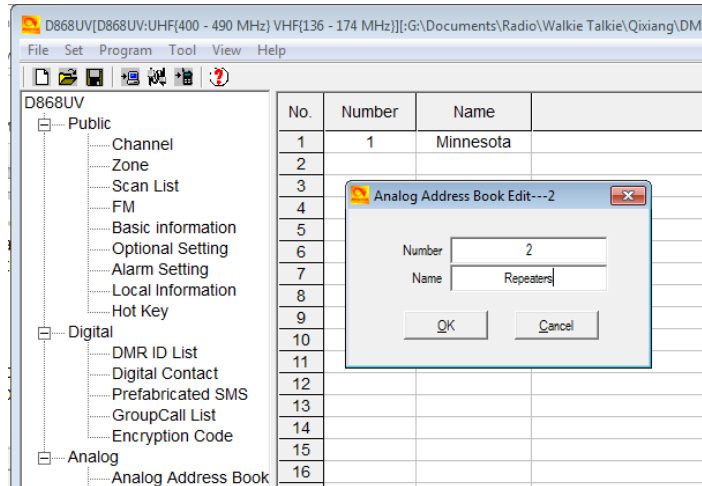 D868UV[D868UV:UHF{400 - 490 MHz} VHF{136 - 174 MHz}][:G:\Documents\Radio\Walkie Talkie\Qixiang\DM
File Set Program Tool View Help
D868UV
Public
Channel
Zone
Scan List
FM
Basic information
Optional Setting
Alarm Setting
Local Information
Hot Key
Digital
DMR ID List
Digital Contact
Prefabricated SMS
GroupCall List
Encryption Code
Analog
Analog Address Book
No. Number Name
1 1 Minnesota
2
3
4
5
6
7
8
9
10
11
12
13
14
15
16
Analog Address Book Edit---2
Number 2
Name Repeaters
OK Cancel